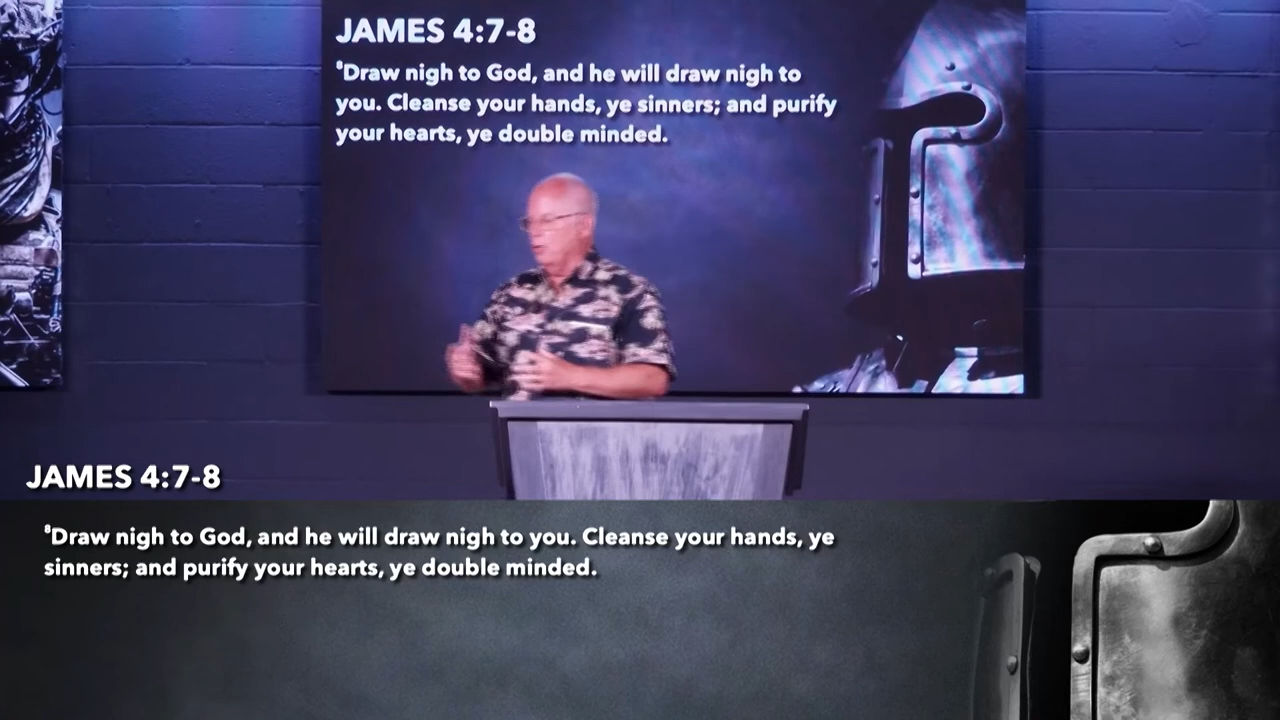 JAMES 4:7-8
⁸Draw nigh to God, and he will draw nigh to
you. Cleanse your hands, ye sinners; and purify
your hearts, ye double minded.
JAMES 4:7-8
⁸Draw nigh to God, and he will draw nigh to you. Cleanse your hands, ye
sinners; and purify your hearts, ye double minded.